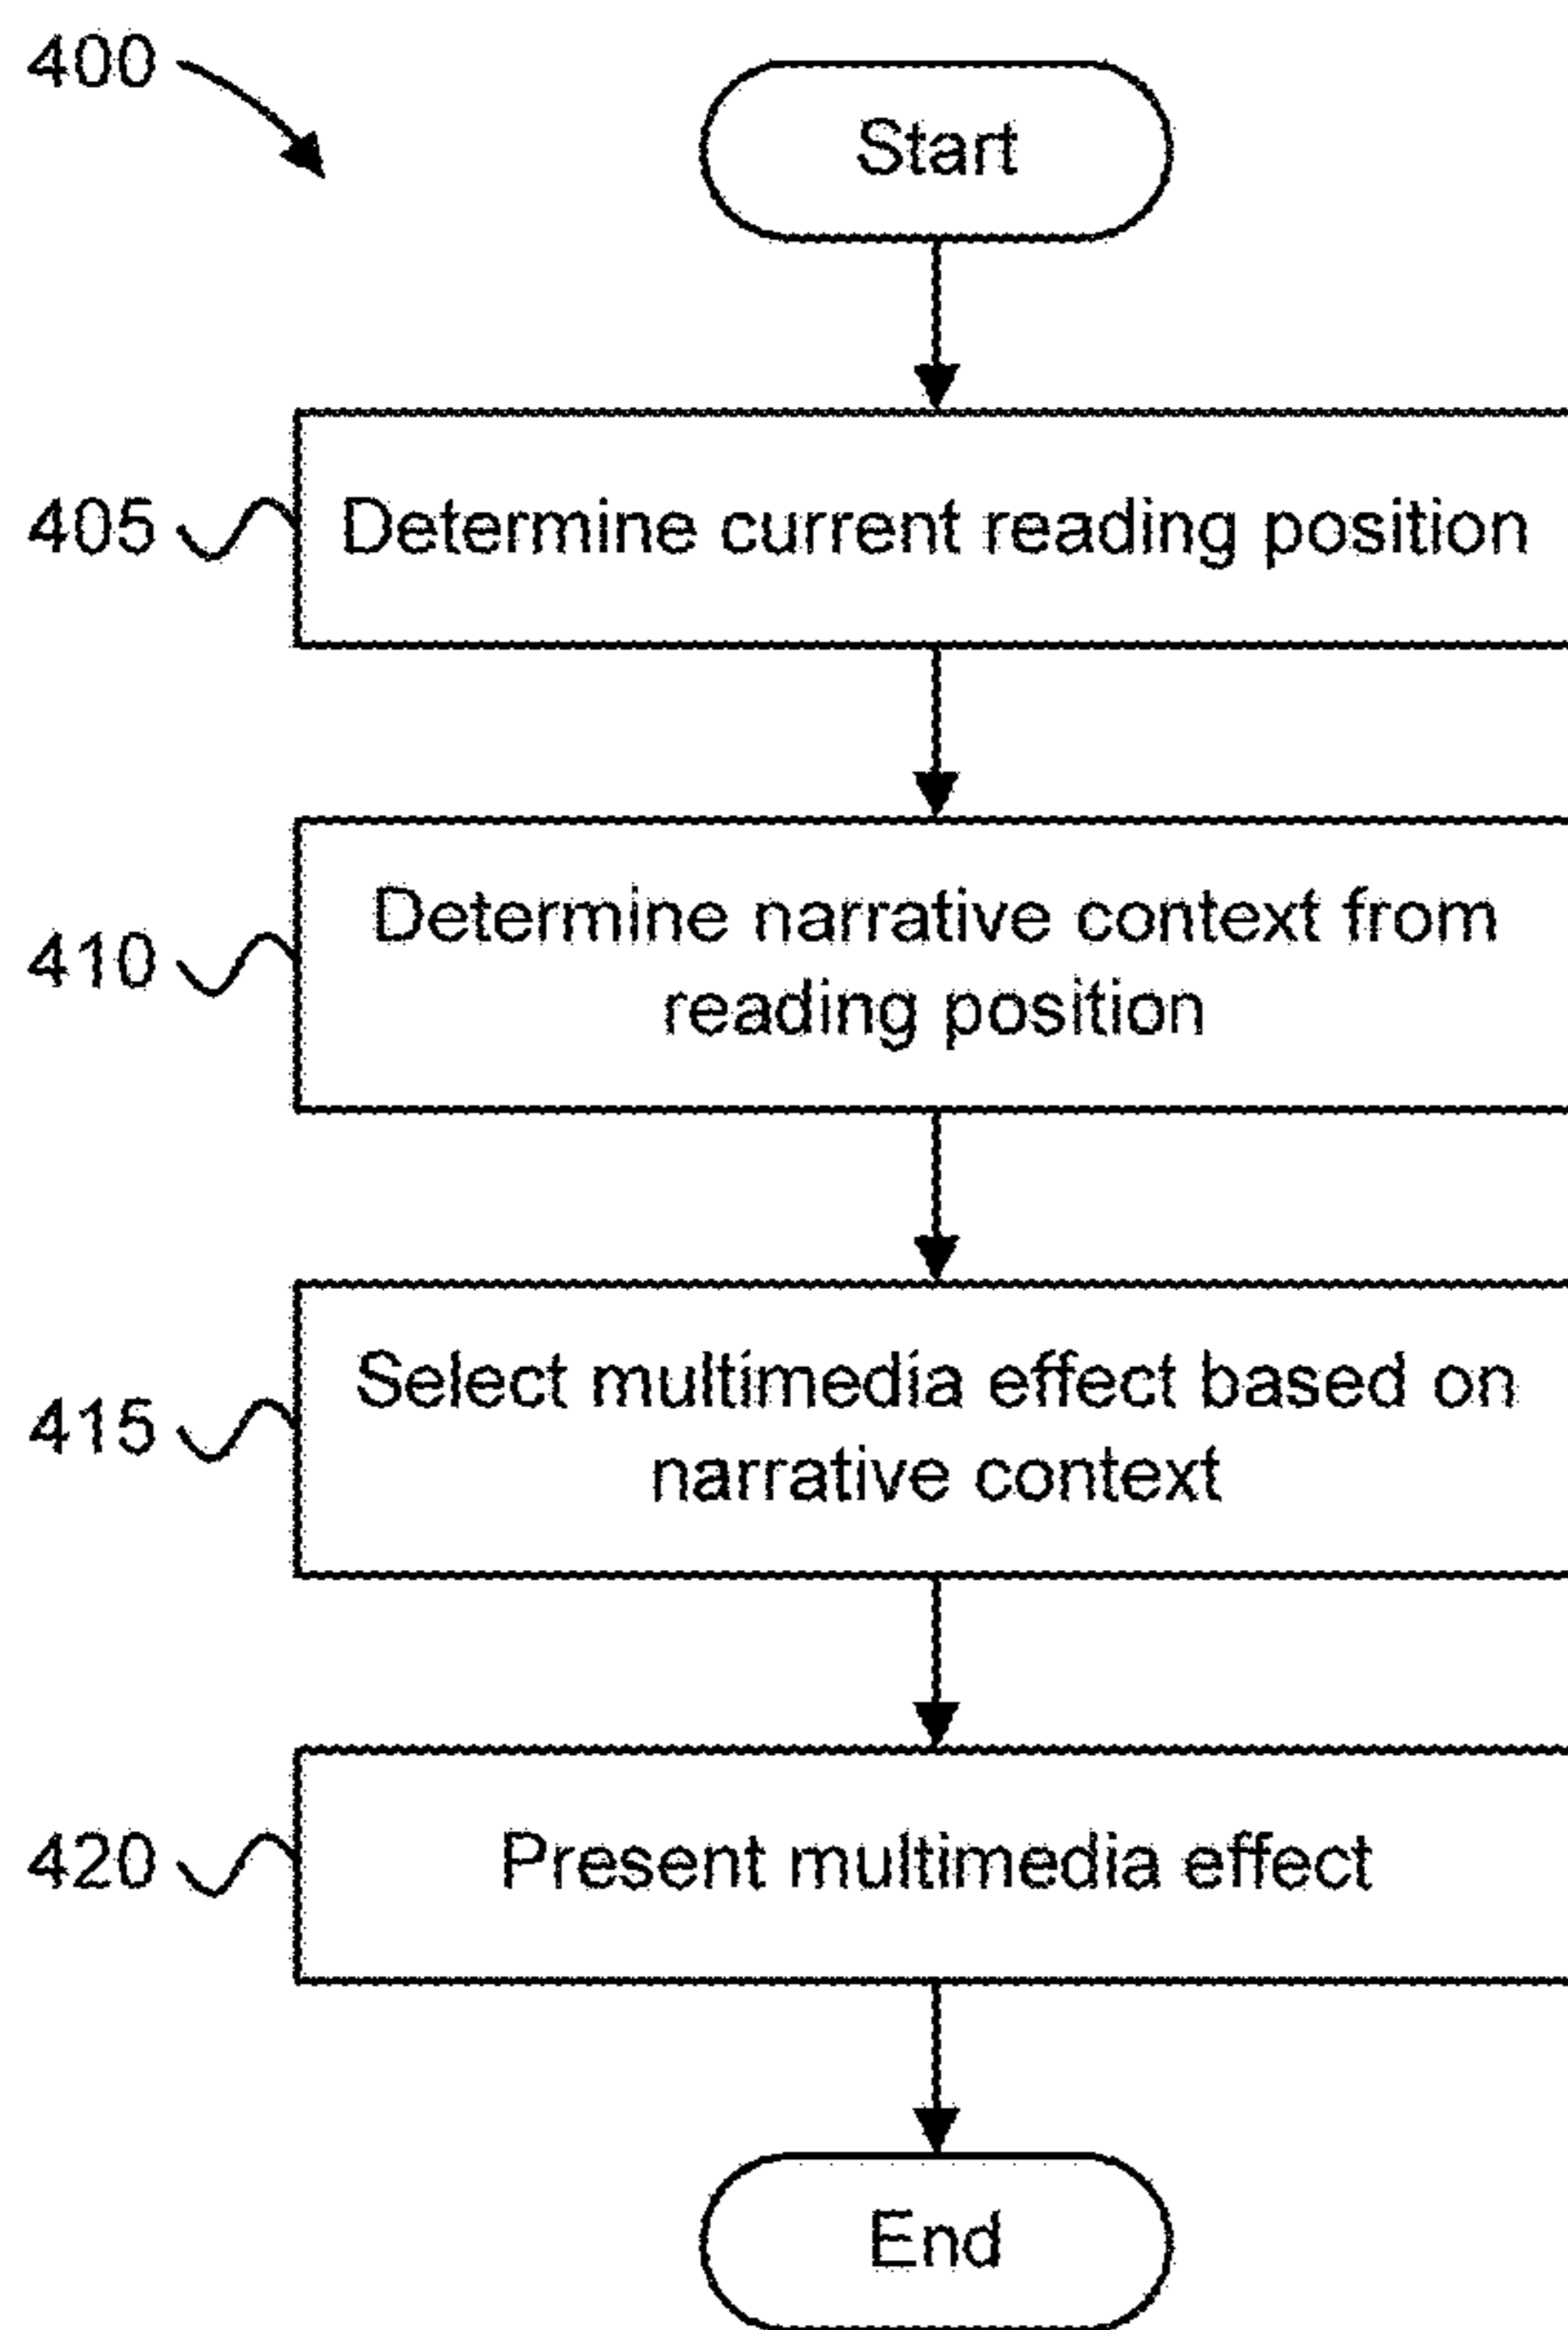 400
Start
405
Determine current reading position
410
Determine narrative context from
reading position
415
Select multimedia effect based on
narrative context
420
Present multimedia effect
End